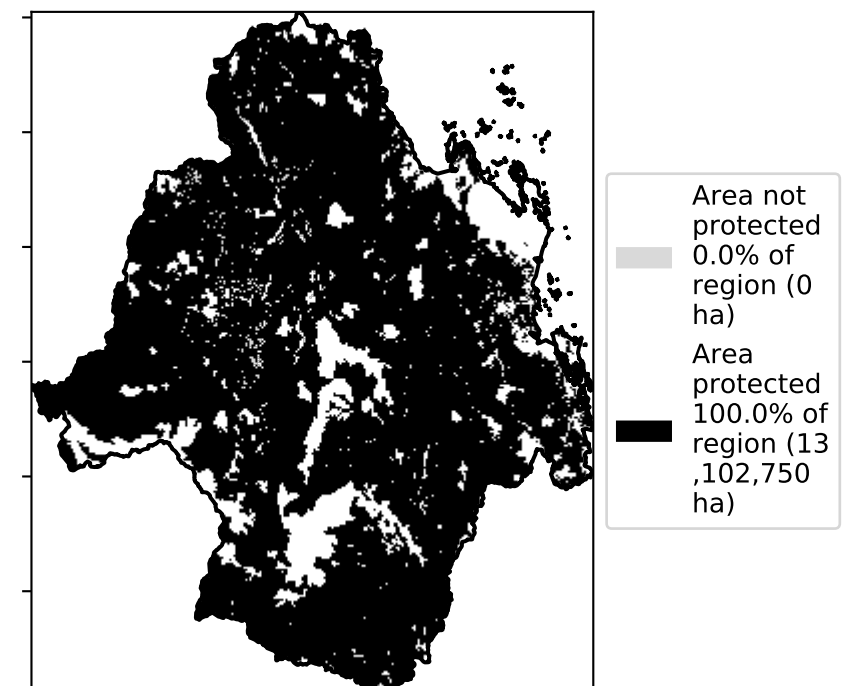 Area not
protected
0.0% of
region (0
ha)
Area
protected
100.0% of
region (13
,102,750
ha)